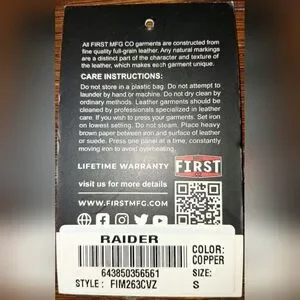 All FIRST MFG CO garments are constructed from
fine quality full-grain leather. Any natural markings
are a distinct part of the character and texture of
the leather, which makes each garment unique.
CARE INSTRUCTIONS:
Do not store in a plastic bag. Do not attempt to
launder by hand or machine. Do not dry clean by
ordinary methods. Leather garments should be
cleaned by professionals specialized in leather
care. If you wish to press your garments. Set iron
on lowest setting. Do not steam. Place heavy
brown paper between iron and surface of leather
or suede. Press one panel at a time, constantly
moving iron to avoid overheating.
LIFETIME WARRANTY
FIRST
visit us for more details
WWW.FIRSTMFG.COM
RAIDER
643850356561
STYLE: FIM263CVZ
COLOR:
COPPER
SIZE:
S